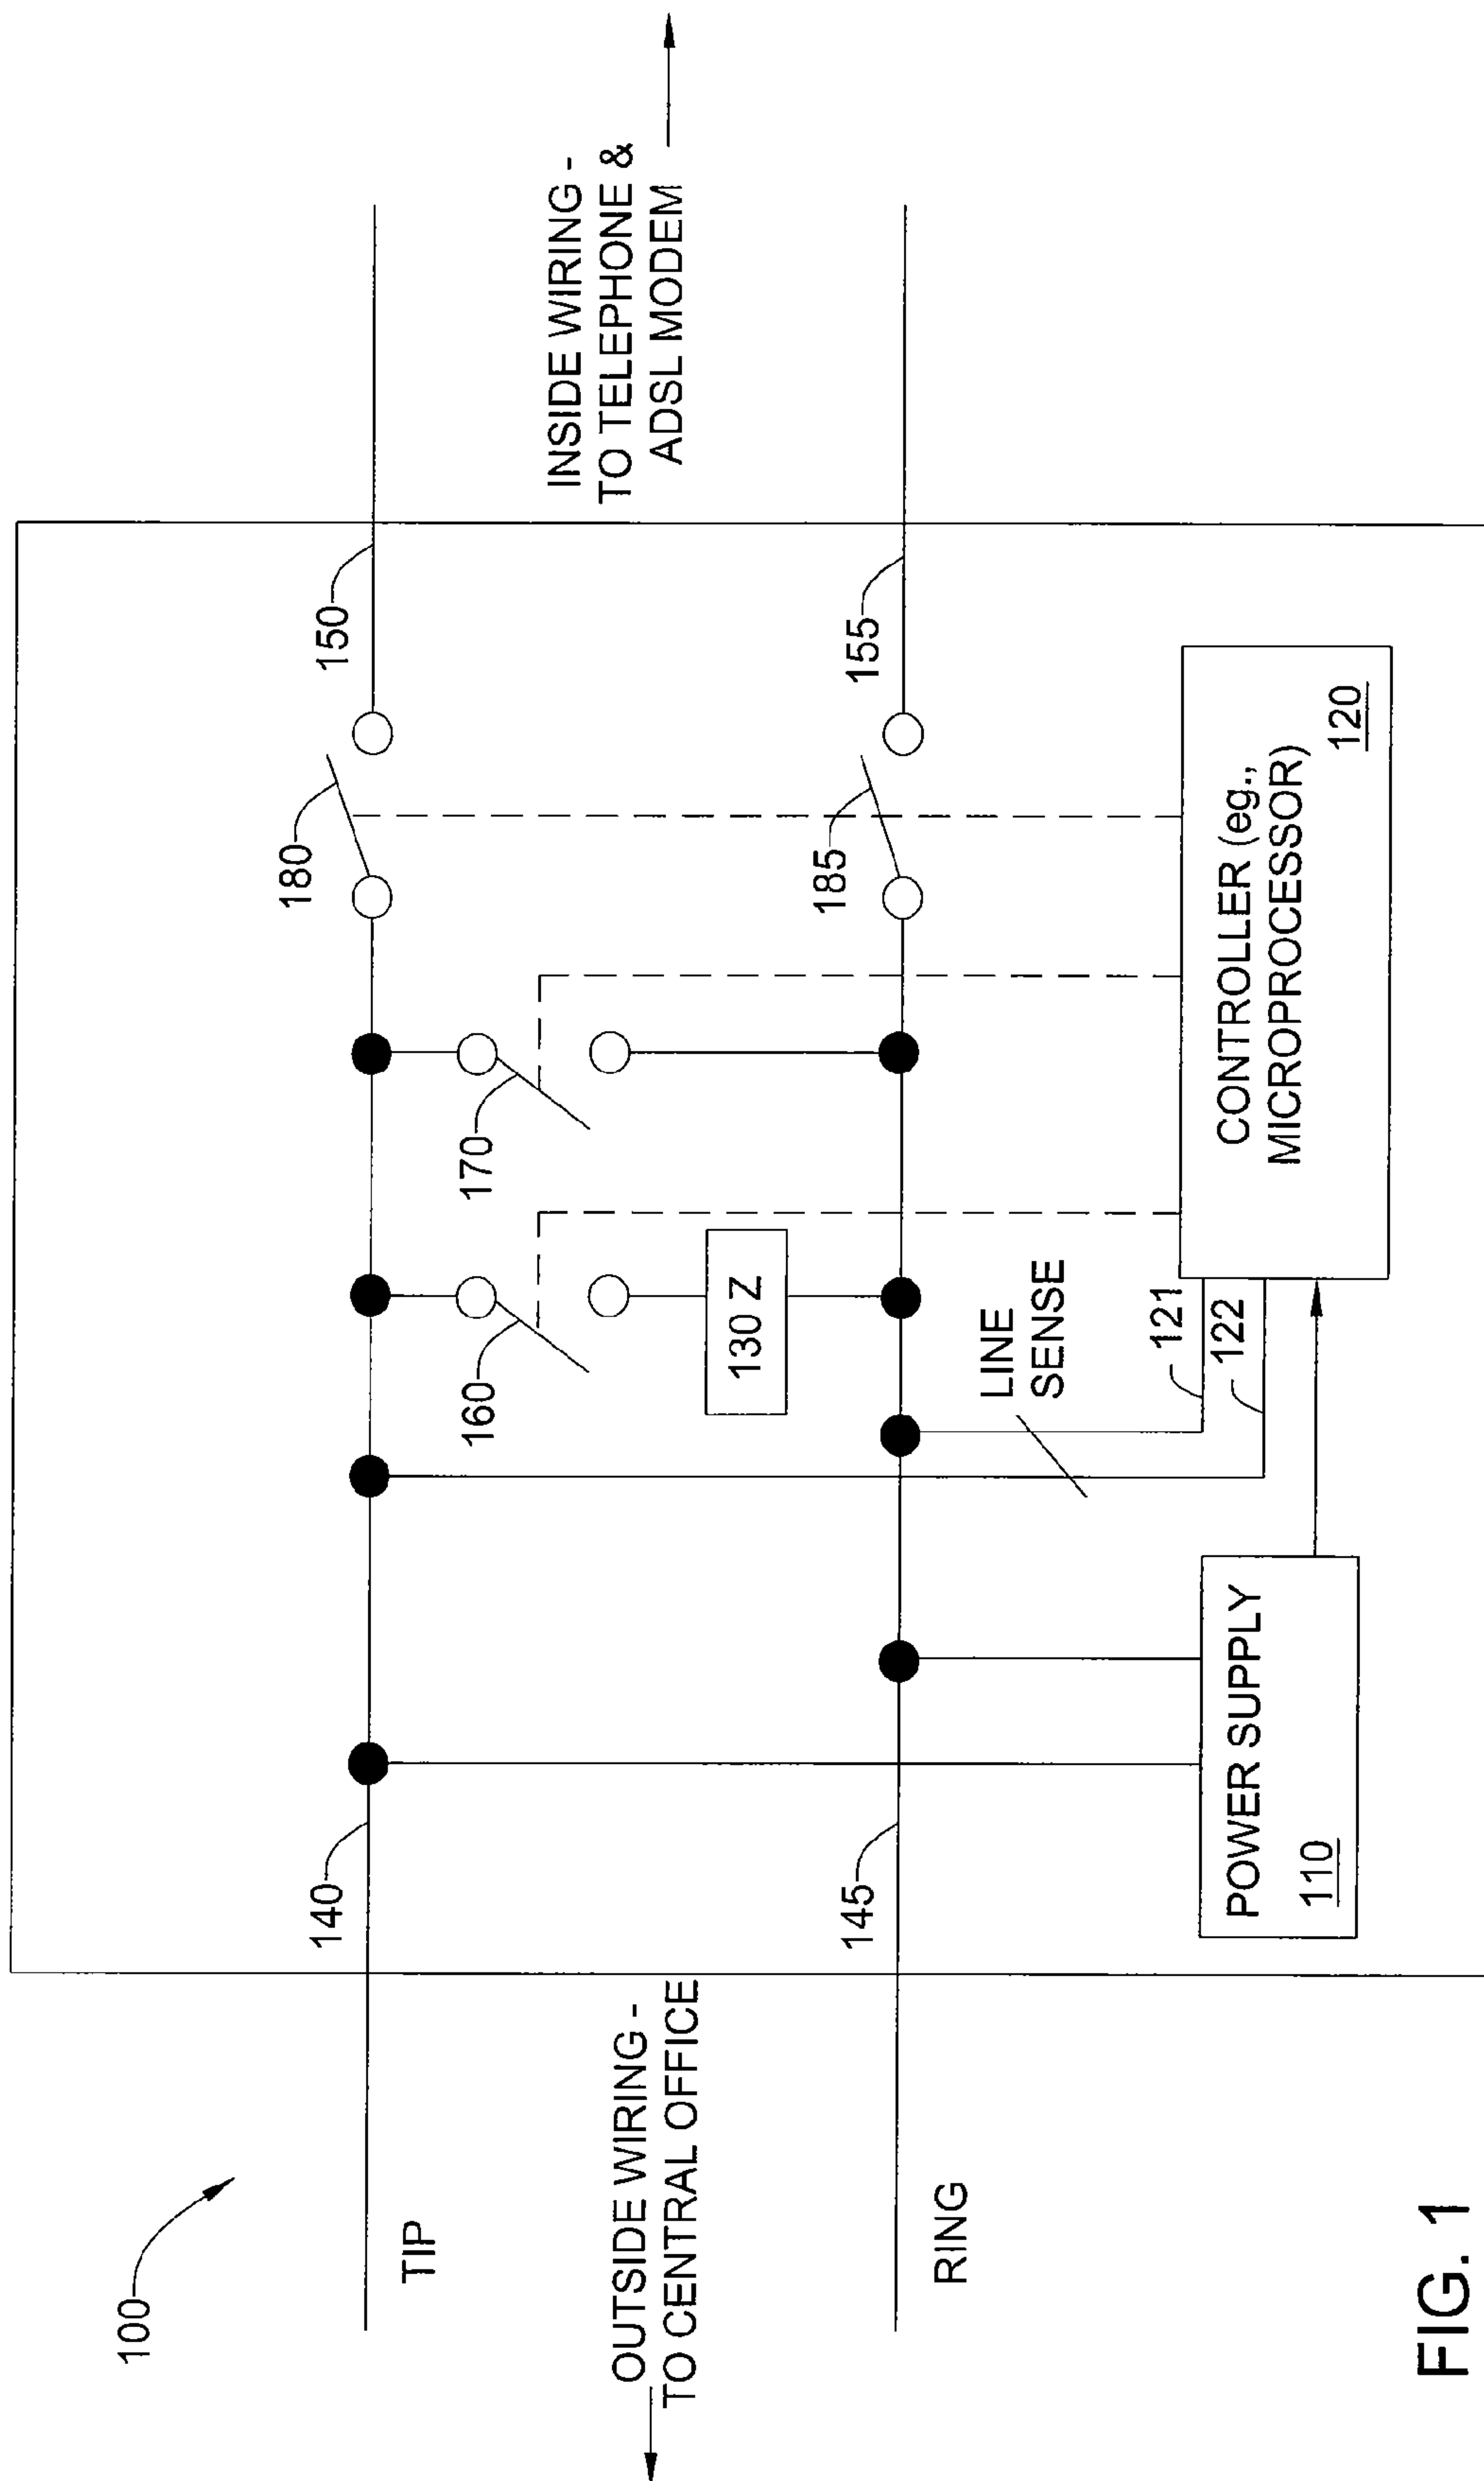 100
TIP
OUTSIDE WIRING -
TO CENTRAL OFFICE
RING
140
145
POWER SUPPLY
110
160
130 Z
170
LINE
SENSE
121
122
180
185
150
155
CONTROLLER (eg.,
MICROPROCESSOR)
120
INSIDE WIRING -
TO TELEPHONE &
ADSL MODEM
FIG. 1